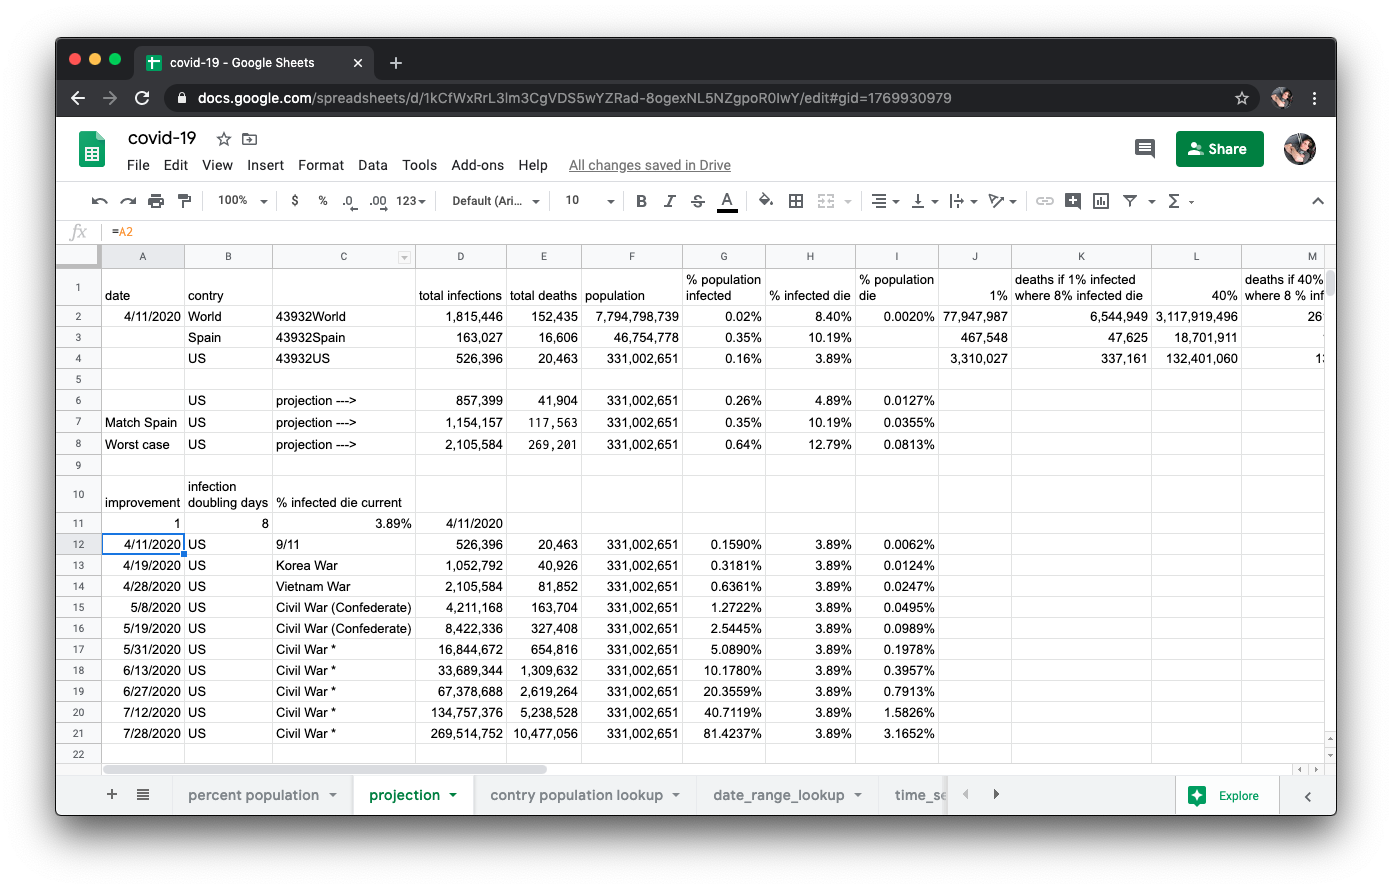 covid-19 - Google Sheets
docs.google.com/spreadsheets/d/1kCfWxRrL3lm3CgVDS5wYZRad-8ogexNL5NZgpoR0IwY/edit#gid=1769930979
covid-19
File Edit View Insert Format Data Tools Add-ons Help All changes saved in Drive
Share
100% $ % .0 .00 123 Default (Ari... 10 B I S A
fx =A2
A B C D E F G H I J K L M
1 date contry total infections total deaths population % population infected % infected die % population die 1% deaths if 1% infected where 8% infected die 40% deaths if 40% where 8 % inf
2 4/11/2020 World 43932World 1,815,446 152,435 7,794,798,739 0.02% 8.40% 0.0020% 77,947,987 6,544,949 3,117,919,496 26
3 Spain 43932Spain 163,027 16,606 46,754,778 0.35% 10.19% 467,548 47,625 18,701,911
4 US 43932US 526,396 20,463 331,002,651 0.16% 3.89% 3,310,027 337,161 132,401,060
5
6 US projection ---> 857,399 41,904 331,002,651 0.26% 4.89% 0.0127%
7 Match Spain US projection ---> 1,154,157 117,563 331,002,651 0.35% 10.19% 0.0355%
8 Worst case US projection ---> 2,105,584 269,201 331,002,651 0.64% 12.79% 0.0813%
9
10 improvement infection doubling days % infected die current
11 1 8 3.89% 4/11/2020
12 4/11/2020 US 9/11 526,396 20,463 331,002,651 0.1590% 3.89% 0.0062%
13 4/19/2020 US Korea War 1,052,792 40,926 331,002,651 0.3181% 3.89% 0.0124%
14 4/28/2020 US Vietnam War 2,105,584 81,852 331,002,651 0.6361% 3.89% 0.0247%
15 5/8/2020 US Civil War (Confederate) 4,211,168 163,704 331,002,651 1.2722% 3.89% 0.0495%
16 5/19/2020 US Civil War (Confederate) 8,422,336 327,408 331,002,651 2.5445% 3.89% 0.0989%
17 5/31/2020 US Civil War * 16,844,672 654,816 331,002,651 5.0890% 3.89% 0.1978%
18 6/13/2020 US Civil War * 33,689,344 1,309,632 331,002,651 10.1780% 3.89% 0.3957%
19 6/27/2020 US Civil War * 67,378,688 2,619,264 331,002,651 20.3559% 3.89% 0.7913%
20 7/12/2020 US Civil War * 134,757,376 5,238,528 331,002,651 40.7119% 3.89% 1.5826%
21 7/28/2020 US Civil War * 269,514,752 10,477,056 331,002,651 81.4237% 3.89% 3.1652%
22
percent population projection contry population lookup date_range_lookup time_se Explore